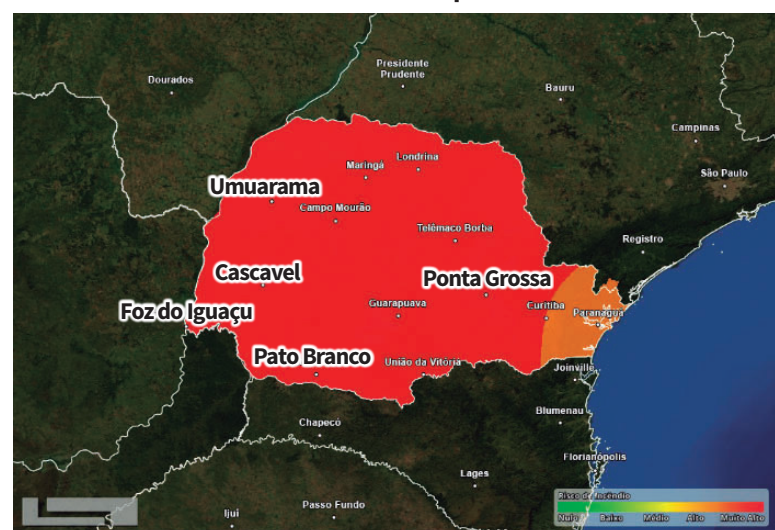 Dourados
Presidente
Prudente
Bauru
Campinas
São Paulo
Londrina
Maringá
Umuarama
Campo Mourão
Telêmaco Borba
Registro
Cascavel
Ponta Grossa
Foz do Iguaçu
Guarapuava
Curitiba
Paranaguá
Pato Branco
União da Vitória
Joinville
Blumenau
Chapecó
Florianópolis
Lages
Passo Fundo
Ijuí
Risco de Incêndio
Nulo Baixo Médio Alto Muito Alto